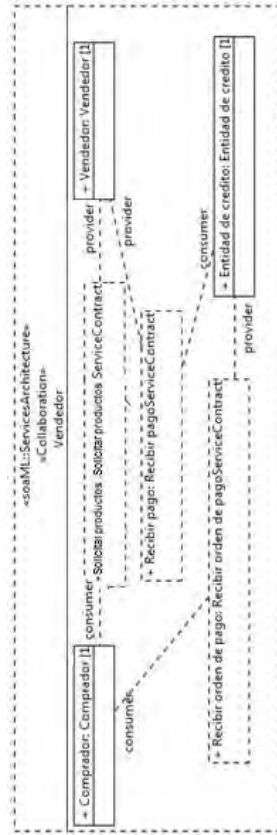 «soaML::ServicesArchitecture»
«Collaboration»
Vendedor
+ Comprador: Comprador [1
consumer
Solicitar productos: Solicitar productos ServiceContract
provider
+ Vendedor: Vendedor [1
consumer
provider
+ Recibir pago: Recibir pagoServiceContract
consumer
+ Recibir orden de pago: Recibir orden de pagoServiceContract
provider
+ Entidad de credito: Entidad de credito [1